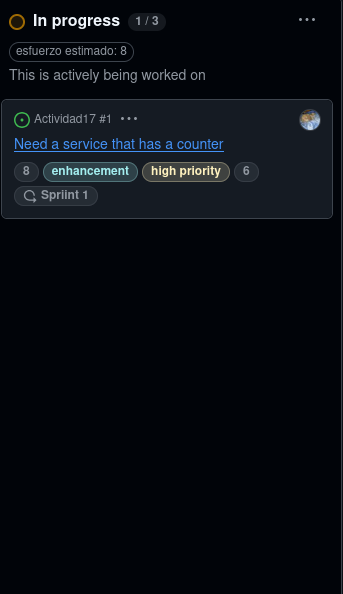 In progress 1 / 3 ...
esfuerzo estimado: 8
This is actively being worked on
Actividad17 #1 ...
Need a service that has a counter
8 enhancement high priority 6
Spriint 1